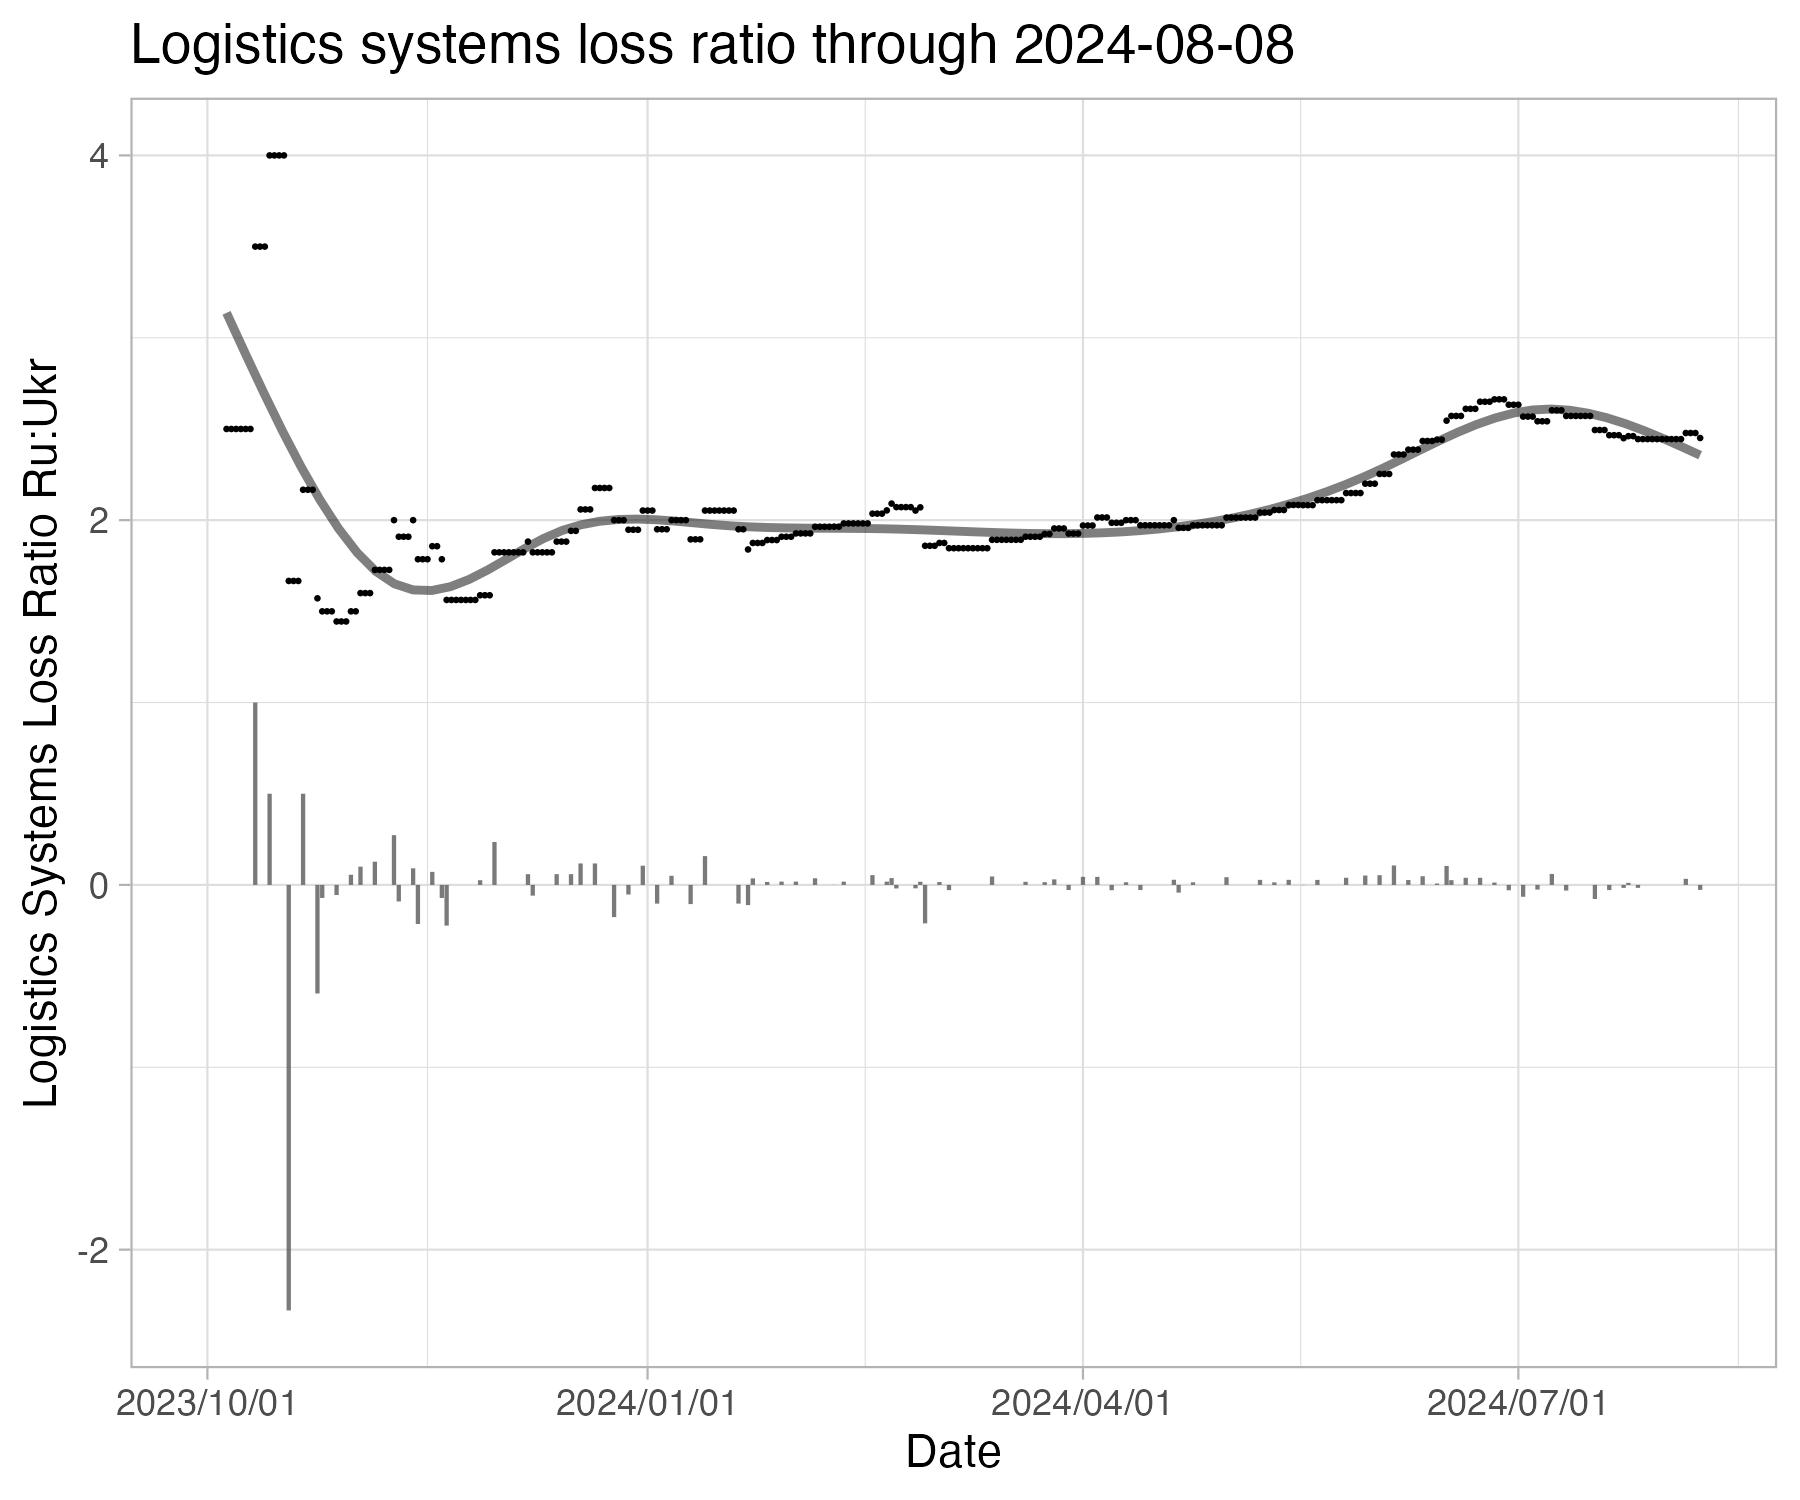 Logistics systems loss ratio through 2024-08-08
Logistics Systems Loss Ratio Ru:Ukr
4
2
0
-2
2023/10/01
2024/01/01
2024/04/01
2024/07/01
Date